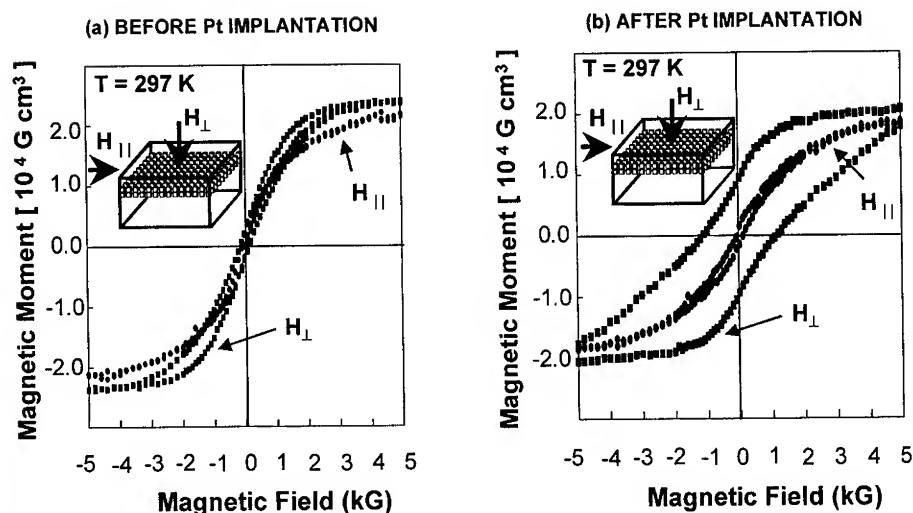 (a) BEFORE Pt IMPLANTATION
T = 297 K
H⊥
H ||
H ||
H⊥
2.0
1.0
0.0
-1.0
-2.0
Magnetic Moment [ 10⁴ G cm³ ]
-5 -4 -3 -2 -1 0 1 2 3 4 5
Magnetic Field (kG)
(b) AFTER Pt IMPLANTATION
T = 297 K
H⊥
H ||
H ||
H⊥
2.0
1.0
0.0
-1.0
-2.0
Magnetic Moment [ 10⁴ G cm³ ]
-5 -4 -3 -2 -1 0 1 2 3 4 5
Magnetic Field (kG)